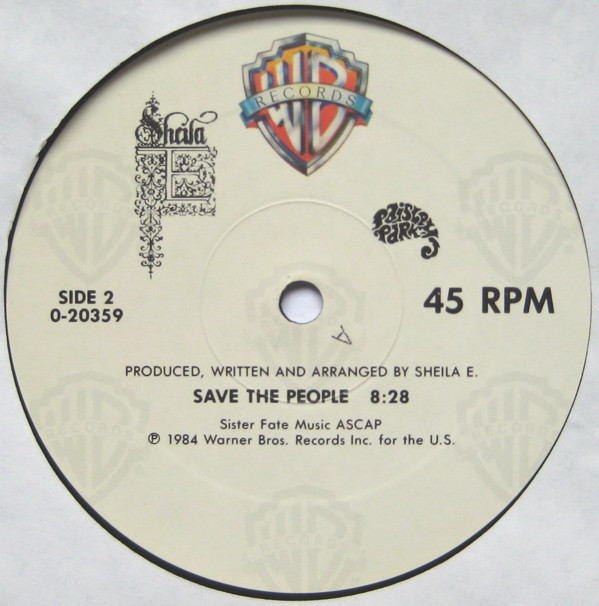 WB
RECORDS
Sheila
E
PAISLEY
PARK
SIDE 2
0-20359
45 RPM
A
PRODUCED, WRITTEN AND ARRANGED BY SHEILA E.
SAVE THE PEOPLE 8:28
Sister Fate Music ASCAP
℗ 1984 Warner Bros. Records Inc. for the U.S.